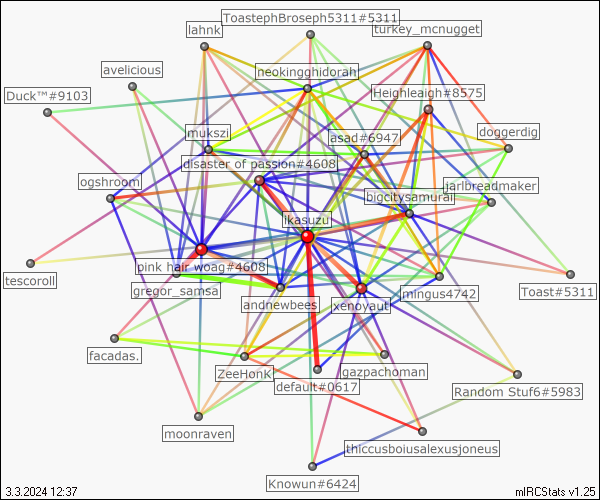 ToastephBroseph5311#5311
lahnk
turkey_mcnugget
avelicious
neokingghidorah
Duck™#9103
Heighleaigh#8575
mukszi
asad#6947
doggerdig
disaster of passion#4608
ogshroom
bigcitysamurai
jarlbreadmaker
ikasuzu
pink hair woag#4608
tescoroll
gregor_samsa
andnewbees
xenoyaut
mingus4742
Toast#5311
facadas.
ZeeHonK
default#0617
gazpachoman
Random Stuf6#5983
moonraven
thiccusboiusalexusjoneus
Knowun#6424
3.3.2024 12:37
mIRCStats v1.25